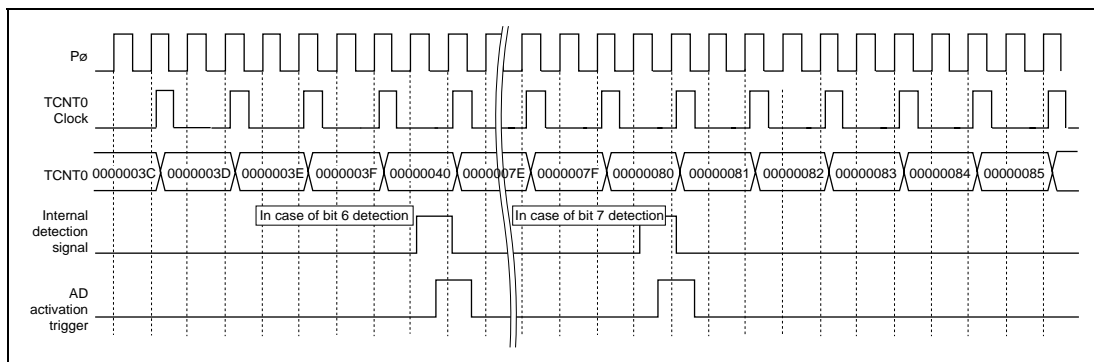 Pø
TCNT0
Clock
TCNT0 0000003C 0000003D 0000003E 0000003F 00000040 0000007E 0000007F 00000080 00000081 00000082 00000083 00000084 00000085
Internal
detection
signal
In case of bit 6 detection
In case of bit 7 detection
AD
activation
trigger